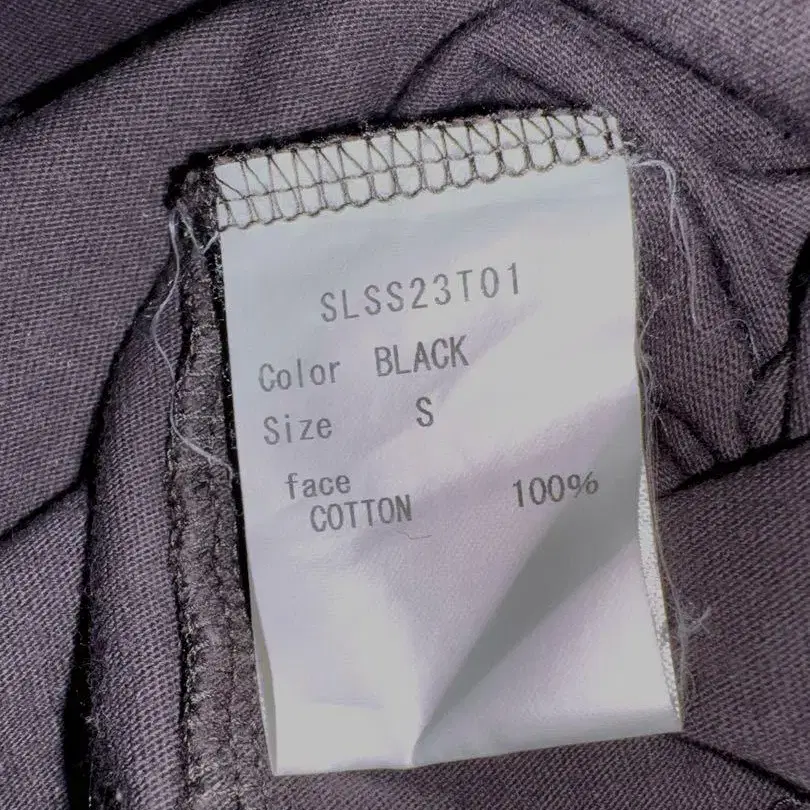 SLSS23T01
Color BLACK
Size S
face
COTTON 100%